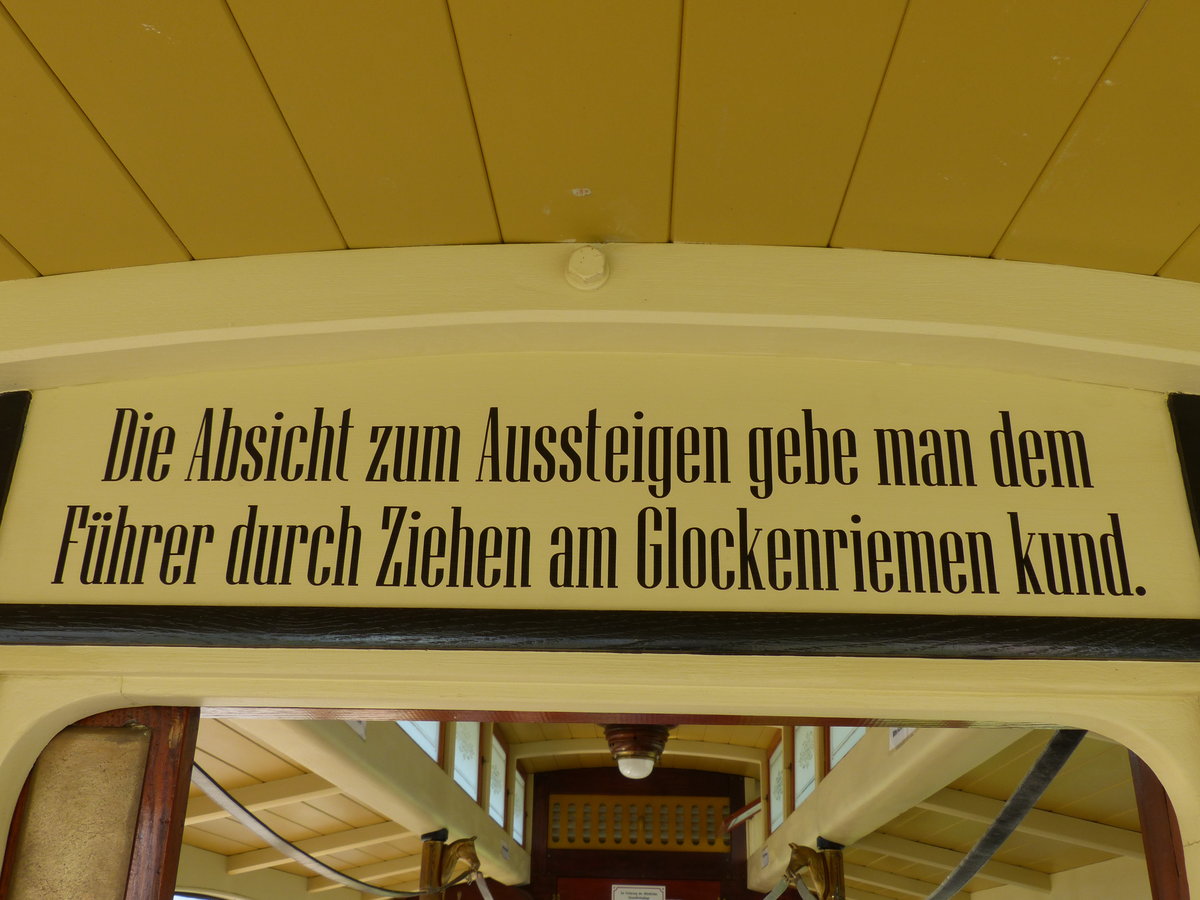 Die Absicht zum Aussteigen gebe man dem
Führer durch Ziehen am Glockenriemen kund.